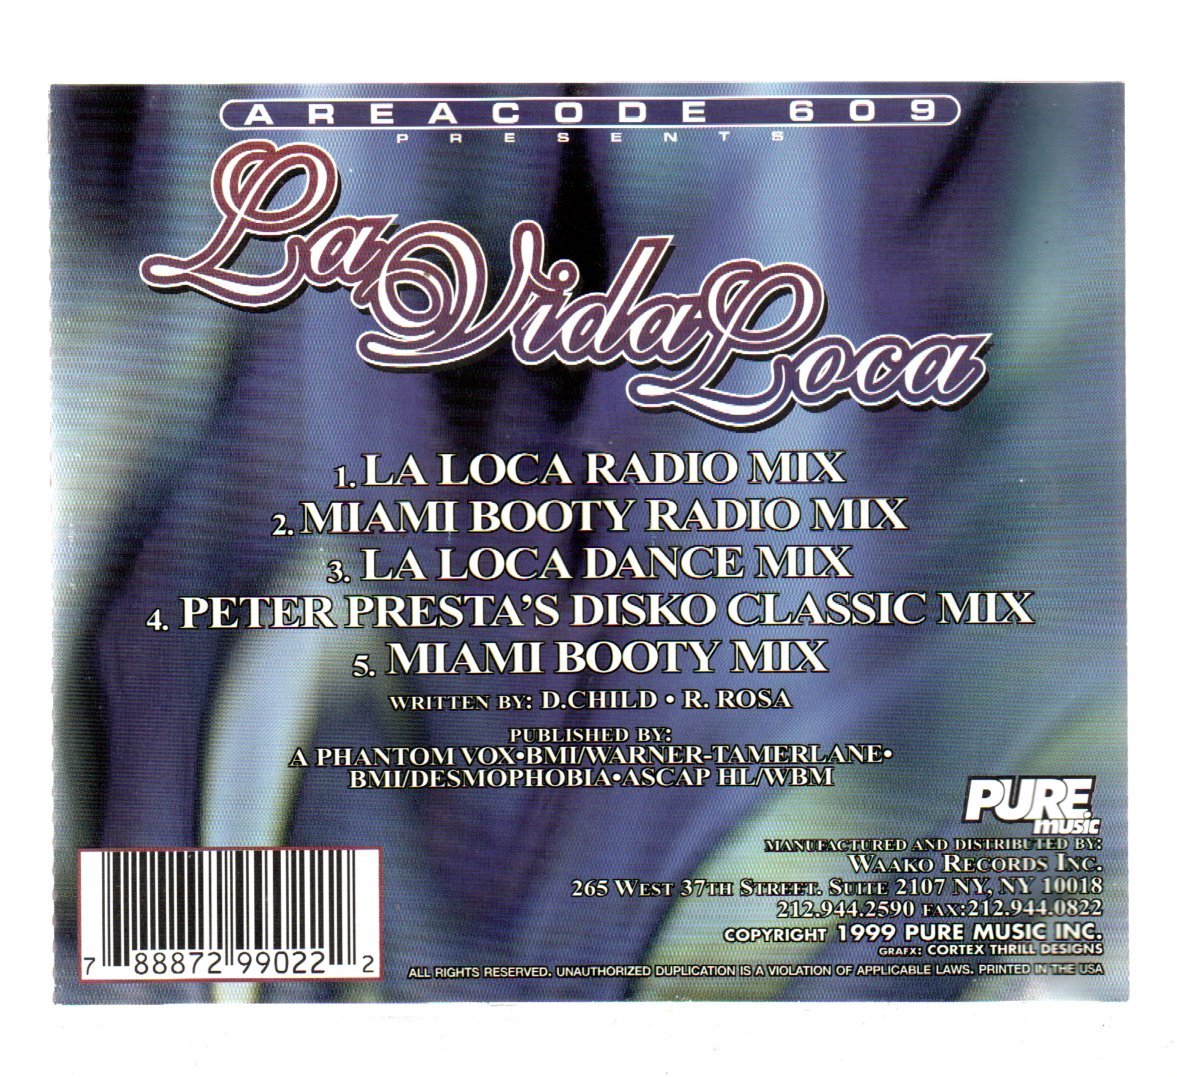 AREACODE 609
PRESENTS
La Vida Loca
1. LA LOCA RADIO MIX
2. MIAMI BOOTY RADIO MIX
3. LA LOCA DANCE MIX
4. PETER PRESTA'S DISKO CLASSIC MIX
5. MIAMI BOOTY MIX
WRITTEN BY: D.CHILD • R. ROSA
PUBLISHED BY:
A PHANTOM VOX•BMI/WARNER-TAMERLANE•
BMI/DESMOPHOBIA•ASCAP HL/WBM
PURE
music
MANUFACTURED AND DISTRIBUTED BY:
WAAKO RECORDS INC.
265 WEST 37TH STREET. SUITE 2107 NY, NY 10018
212.944.2590 FAX:212.944.0822
COPYRIGHT 1999 PURE MUSIC INC.
GRAFX: CORTEX THRILL DESIGNS
7 88872 99022 2
ALL RIGHTS RESERVED. UNAUTHORIZED DUPLICATION IS A VIOLATION OF APPLICABLE LAWS. PRINTED IN THE USA